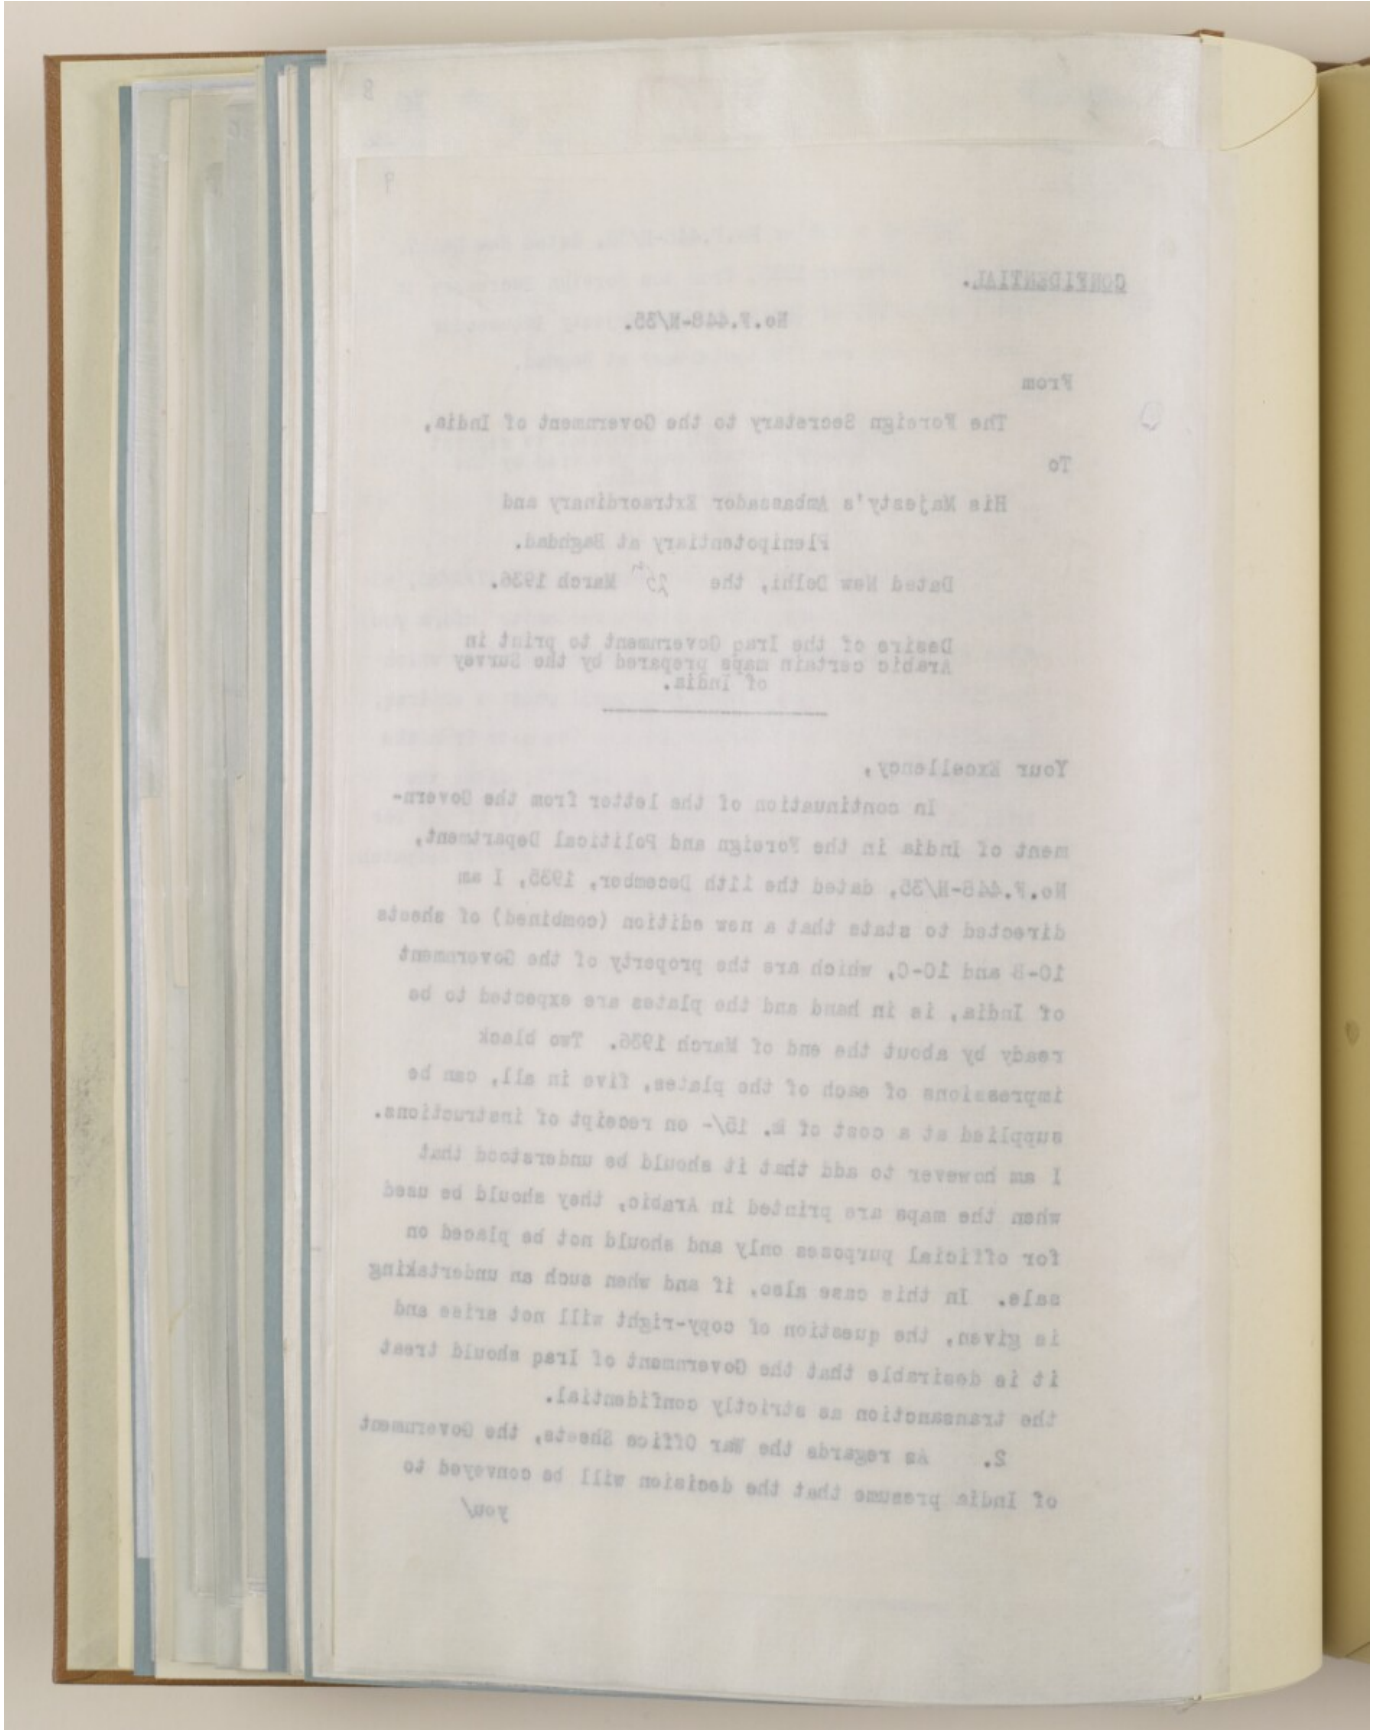 8
9
CONFIDENTIAL.
No.F.448-N/35.
From
The Foreign Secretary to the Government of India,
To
His Majesty's Ambassador Extraordinary and
Plenipotentiary at Baghdad.
Dated New Delhi, the 25th March 1936.
Desire of the Iraq Government to print in
Arabic certain maps prepared by the Survey
of India.
Your Excellency,
In continuation of the letter from the Govern-
ment of India in the Foreign and Political Department,
No.F.448-N/35, dated the 11th December, 1935, I am
directed to state that a new edition (combined) of sheets
10-B and 10-C, which are the property of the Government
of India, is in hand and the plates are expected to be
ready by about the end of March 1936. Two black
impressions of each of the plates, five in all, can be
supplied at a cost of Rs. 15/- on receipt of instructions.
I am however to add that it should be understood that
when the maps are printed in Arabic, they should be used
for official purposes only and should not be placed on
sale. In this case also, if and when such an undertaking
is given, the question of copy-right will not arise and
it is desirable that the Government of Iraq should treat
the transaction as strictly confidential.
2. As regards the War Office Sheets, the Government
of India presume that the decision will be conveyed to
you/